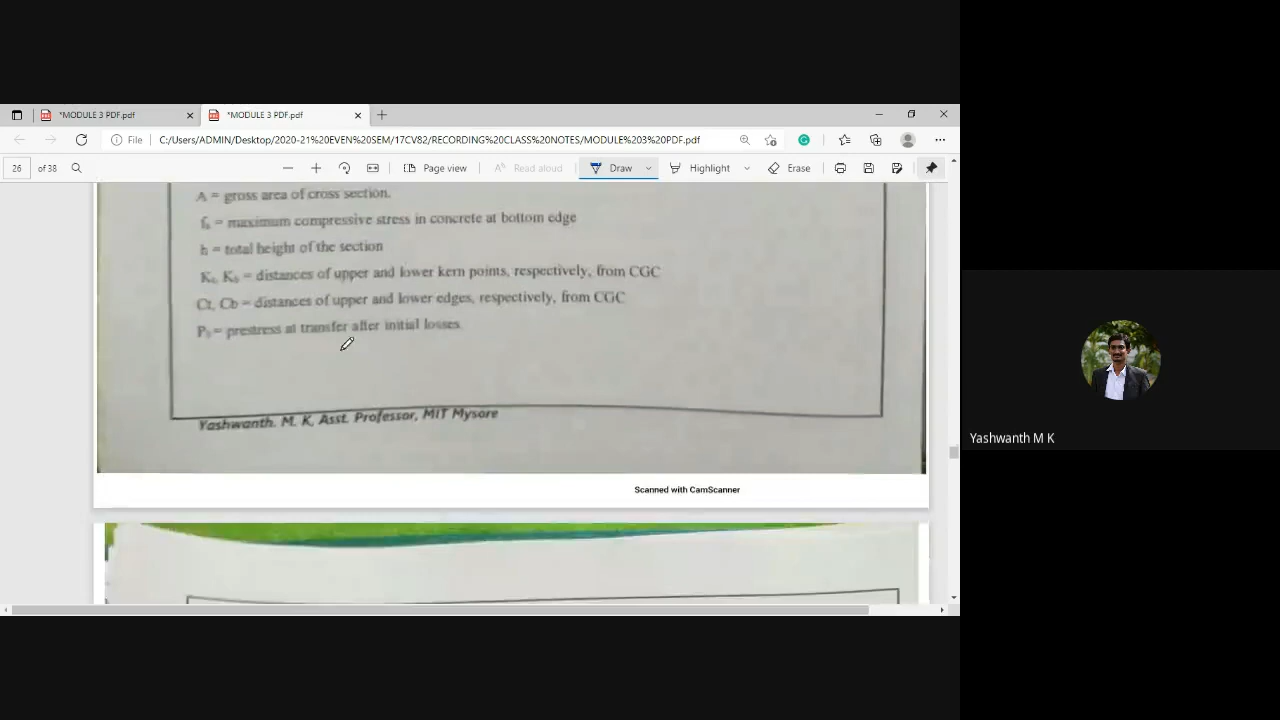 *MODULE 3 PDF.pdf
*MODULE 3 PDF.pdf
File
C:/Users/ADMIN/Desktop/2020-21%20EVEN%20SEM/17CV82/RECORDING%20CLASS%20NOTES/MODULE%203%20PDF.pdf
26 of 38 Page view Read aloud Draw Highlight Erase
A = gross area of cross section.
= maximum compressive stress in concrete at bottom edge
h = total height of the section
Kt, Kb = distances of upper and lower kern points, respectively, from CGC
Ct, Cb = distances of upper and lower edges, respectively, from CGC
P₀ = prestress at transfer after initial losses.
Yashwanth. M. K, Asst. Professor, MIT Mysore
Scanned with CamScanner
Yashwanth M K